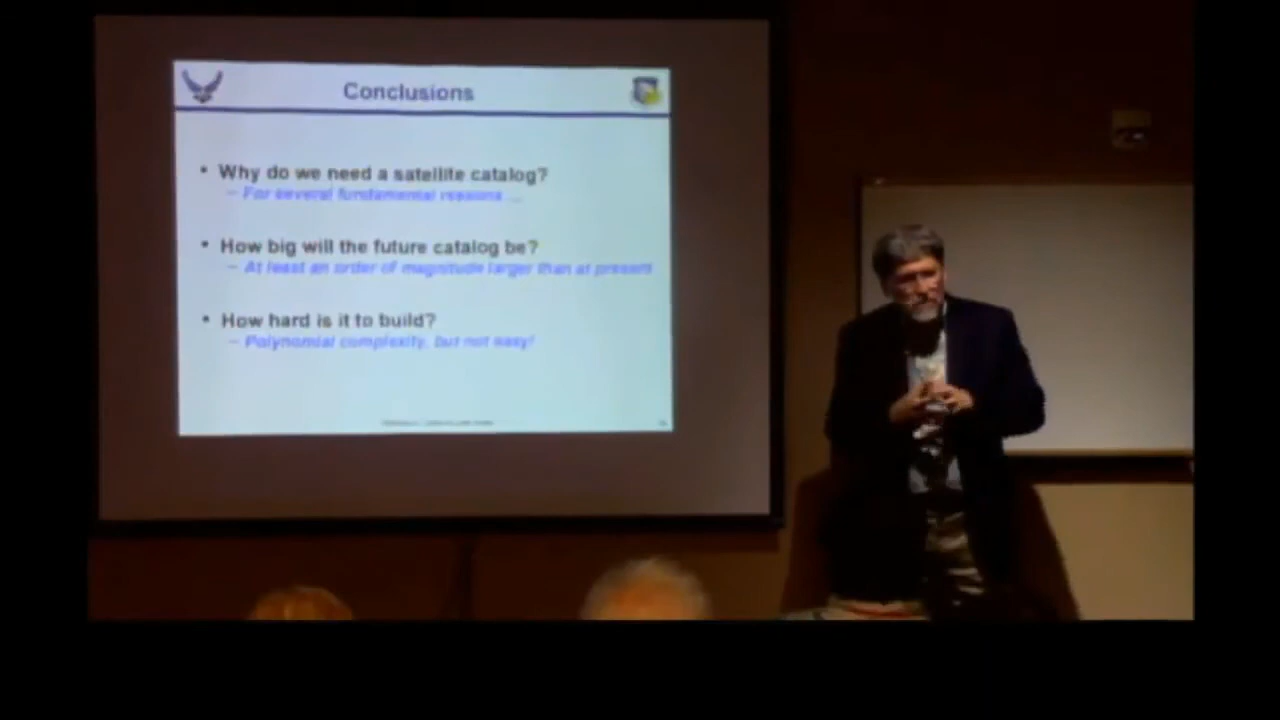 Conclusions
• Why do we need a satellite catalog?
– For several fundamental reasons ...
• How big will the future catalog be?
– At least an order of magnitude larger than at present
• How hard is it to build?
– Polynomial complexity, but not easy!